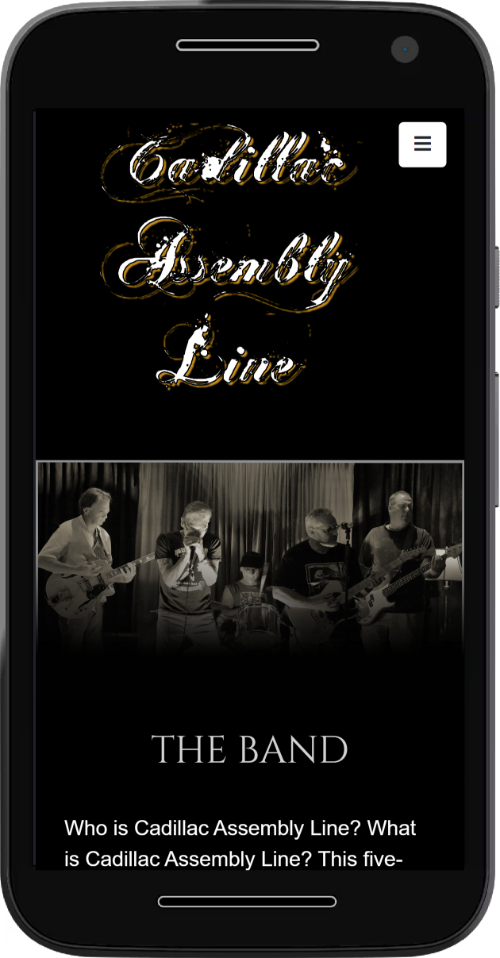 Cadillac
Assembly
Line
THE BAND
Who is Cadillac Assembly Line? What
is Cadillac Assembly Line? This five-